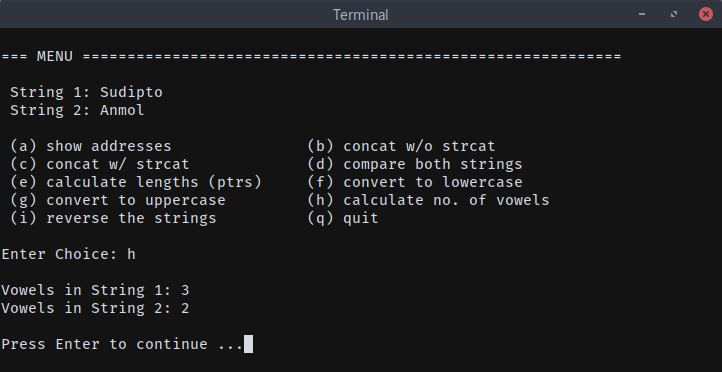 Terminal
=== MENU ============================================================
String 1: Sudipto
String 2: Anmol
(a) show addresses (b) concat w/o strcat
(c) concat w/ strcat (d) compare both strings
(e) calculate lengths (ptrs) (f) convert to lowercase
(g) convert to uppercase (h) calculate no. of vowels
(i) reverse the strings (q) quit
Enter Choice: h
Vowels in String 1: 3
Vowels in String 2: 2
Press Enter to continue ...